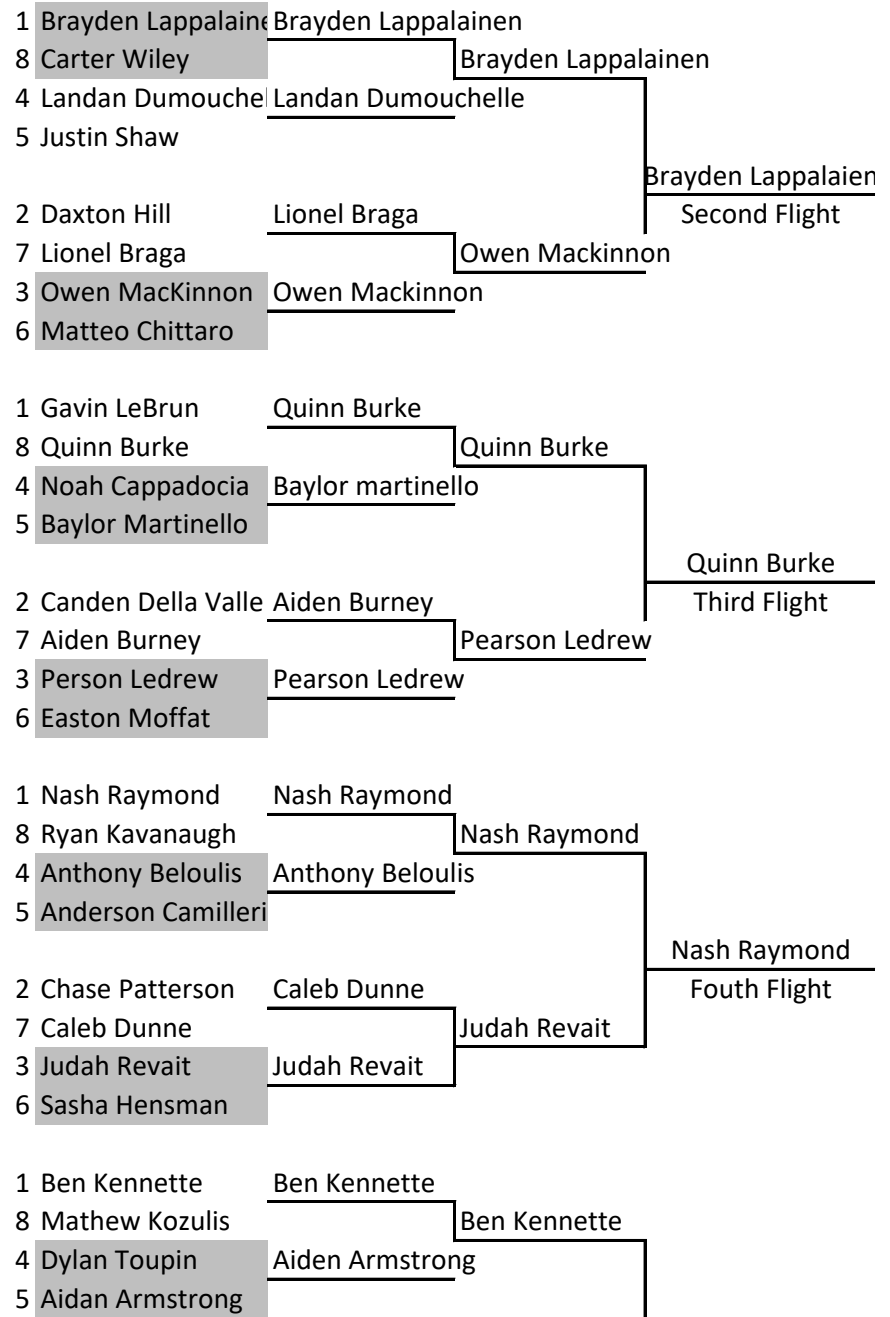 1 Brayden Lappalaine Brayden Lappalainen
8 Carter Wiley Brayden Lappalainen
4 Landan Dumouchel Landan Dumouchelle
5 Justin Shaw
Brayden Lappalaien
2 Daxton Hill Lionel Braga Second Flight
7 Lionel Braga Owen Mackinnon
3 Owen MacKinnon Owen Mackinnon
6 Matteo Chittaro
1 Gavin LeBrun Quinn Burke
8 Quinn Burke Quinn Burke
4 Noah Cappadocia Baylor martinello
5 Baylor Martinello
Quinn Burke
2 Canden Della Valle Aiden Burney Third Flight
7 Aiden Burney Pearson Ledrew
3 Person Ledrew Pearson Ledrew
6 Easton Moffat
1 Nash Raymond Nash Raymond
8 Ryan Kavanaugh Nash Raymond
4 Anthony Beloulis Anthony Beloulis
5 Anderson Camilleri
Nash Raymond
2 Chase Patterson Caleb Dunne Fouth Flight
7 Caleb Dunne Judah Revait
3 Judah Revait Judah Revait
6 Sasha Hensman
1 Ben Kennette Ben Kennette
8 Mathew Kozulis Ben Kennette
4 Dylan Toupin Aiden Armstrong
5 Aidan Armstrong